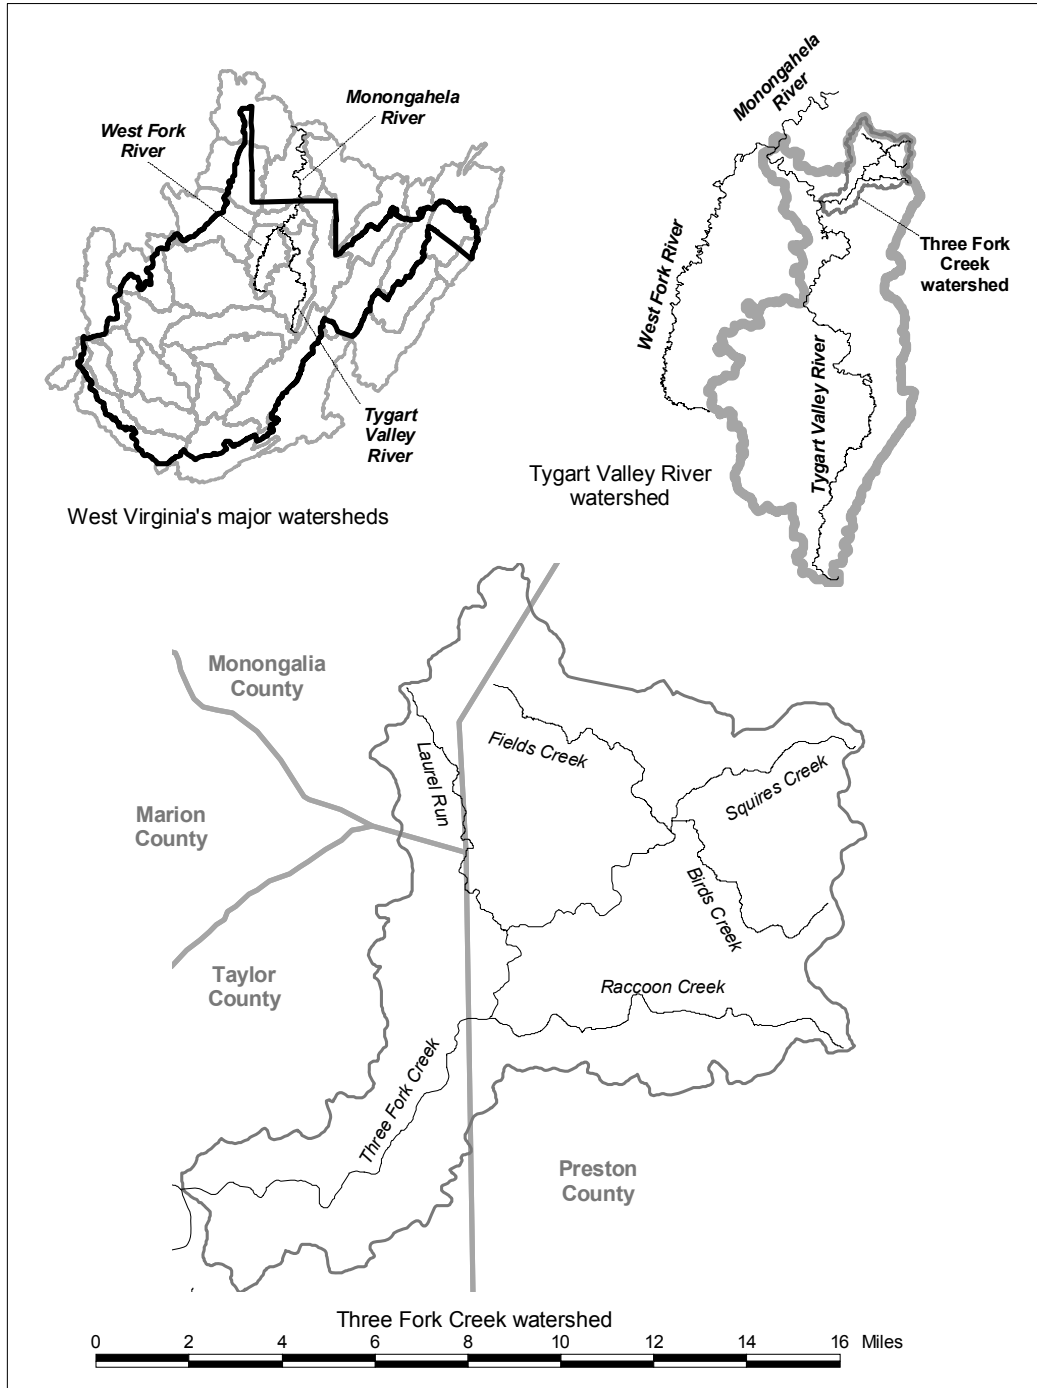 Monongahela
River
West Fork
River
Tygart
Valley
River
West Virginia's major watersheds
Monongahela
River
West Fork River
Tygart Valley River
Three Fork
Creek
watershed
Tygart Valley River
watershed
Monongalia
County
Marion
County
Taylor
County
Preston
County
Laurel Run
Fields Creek
Squires Creek
Birds Creek
Raccoon Creek
Three Fork Creek
Three Fork Creek watershed
0 2 4 6 8 10 12 14 16 Miles